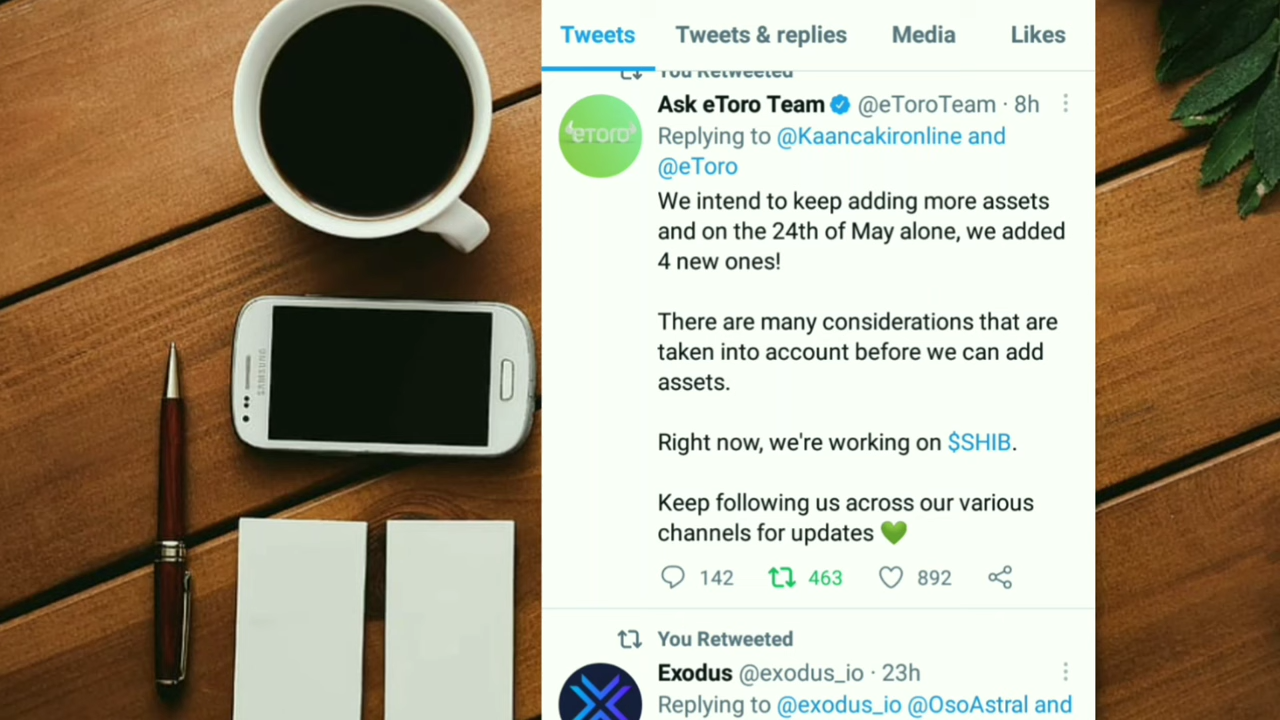 Tweets Tweets & replies Media Likes
You Retweeted
Ask eToro Team @eToroTeam · 8h
eToro
Replying to @Kaancakironline and
@eToro
We intend to keep adding more assets
and on the 24th of May alone, we added
4 new ones!
There are many considerations that are
taken into account before we can add
assets.
Right now, we're working on $SHIB.
Keep following us across our various
channels for updates 💚
142 463 892
You Retweeted
Exodus @exodus_io · 23h
Replying to @exodus_io @OsoAstral and
SAMSUNG